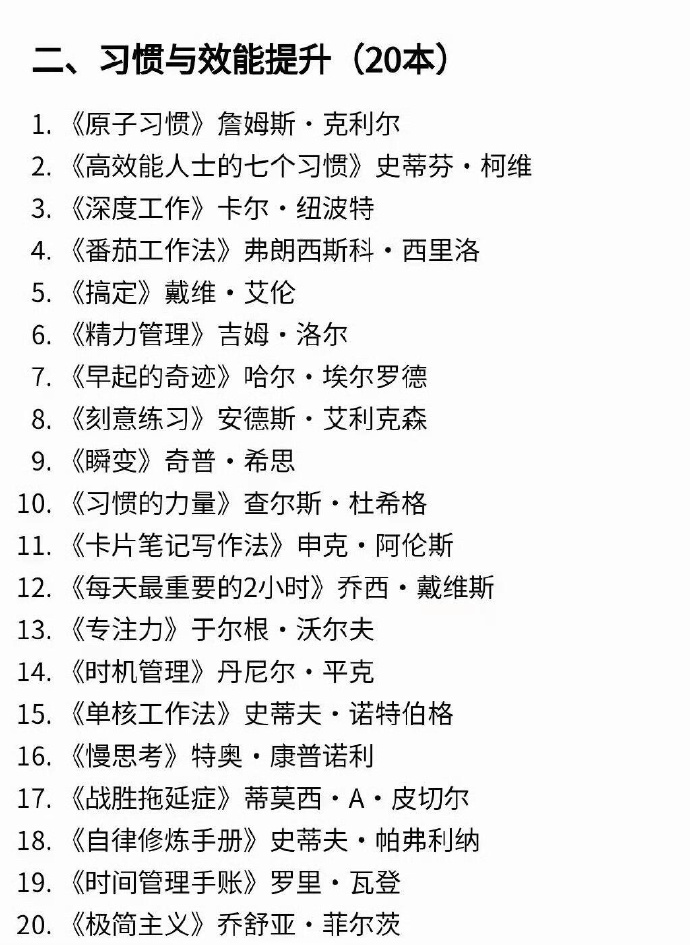 二、习惯与效能提升（20本）
1. 《原子习惯》詹姆斯·克利尔
2. 《高效能人士的七个习惯》史蒂芬·柯维
3. 《深度工作》卡尔·纽波特
4. 《番茄工作法》弗朗西斯科·西里洛
5. 《搞定》戴维·艾伦
6. 《精力管理》吉姆·洛尔
7. 《早起的奇迹》哈尔·埃尔罗德
8. 《刻意练习》安德斯·艾利克森
9. 《瞬变》奇普·希思
10. 《习惯的力量》查尔斯·杜希格
11. 《卡片笔记写作法》申克·阿伦斯
12. 《每天最重要的2小时》乔西·戴维斯
13. 《专注力》于尔根·沃尔夫
14. 《时机管理》丹尼尔·平克
15. 《单核工作法》史蒂夫·诺特伯格
16. 《慢思考》特奥·康普诺利
17. 《战胜拖延症》蒂莫西·A·皮切尔
18. 《自律修炼手册》史蒂夫·帕弗利纳
19. 《时间管理手账》罗里·瓦登
20. 《极简主义》乔舒亚·菲尔茨